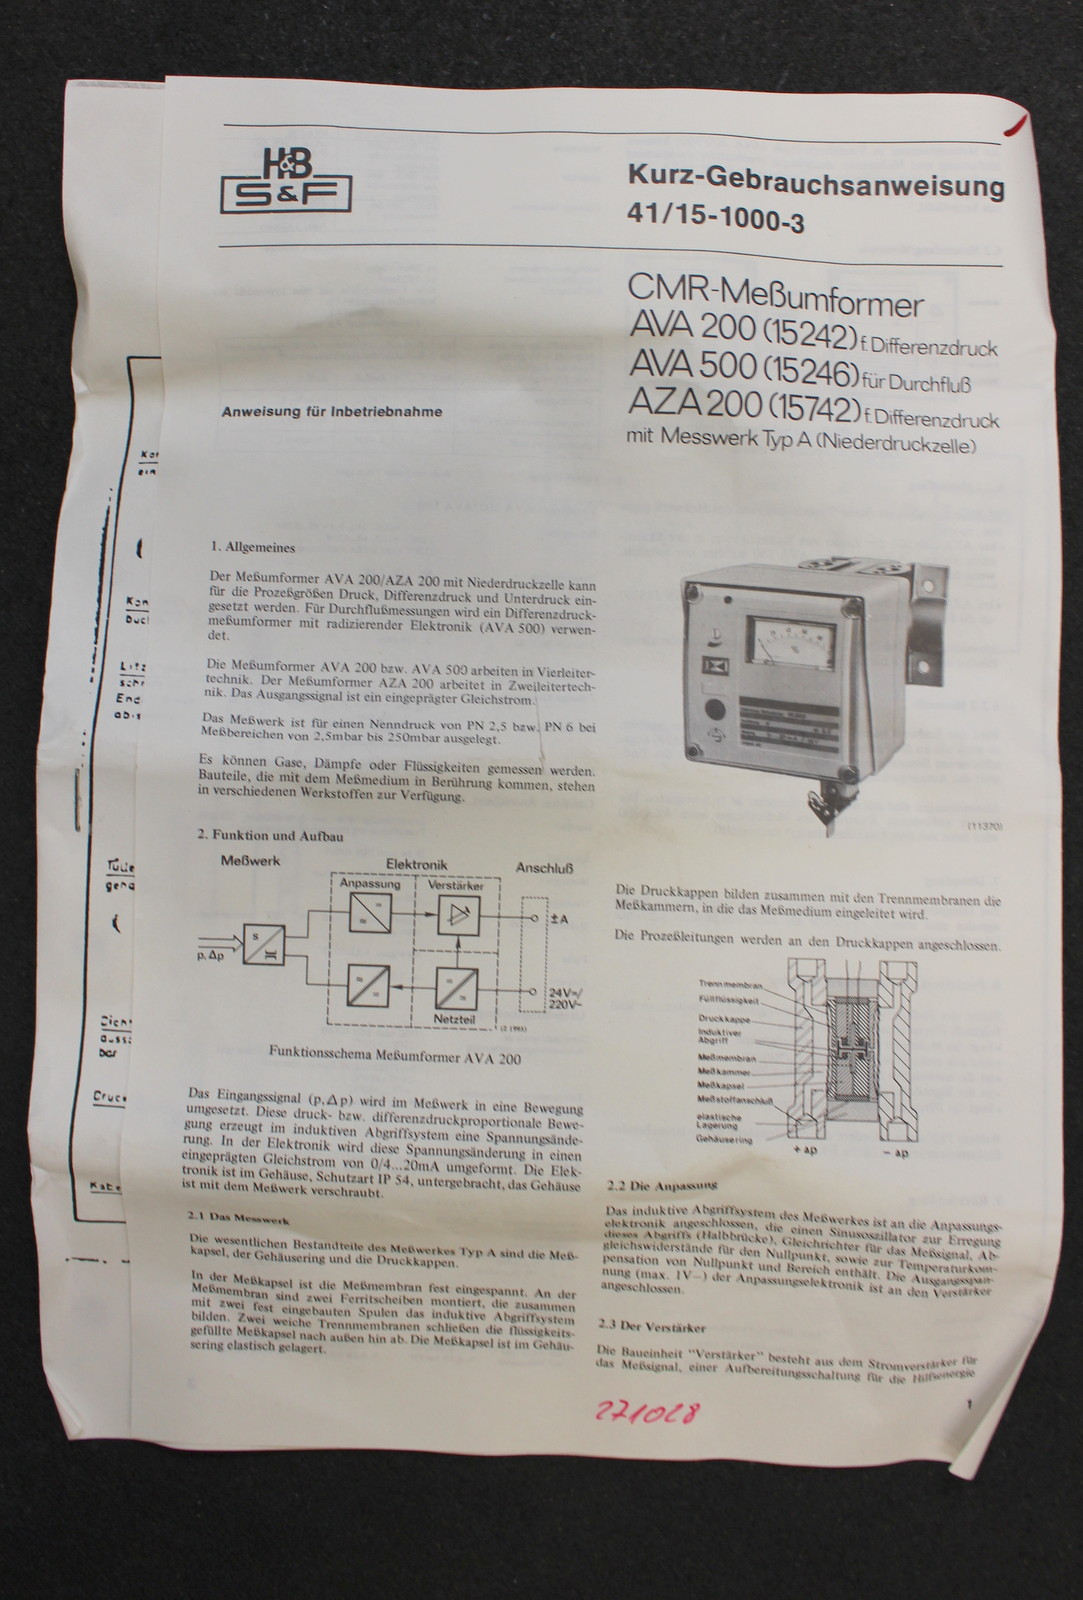 H&B
S&F
Kurz-Gebrauchsanweisung
41/15-1000-3
CMR-Meßumformer
AVA 200 (15242) f. Differenzdruck
AVA 500 (15246) für Durchfluß
AZA 200 (15742) f. Differenzdruck
mit Messwerk Typ A (Niederdruckzelle)
Anweisung für Inbetriebnahme
1. Allgemeines
Der Meßumformer AVA 200/AZA 200 mit Niederdruckzelle kann
für die Prozeßgrößen Druck, Differenzdruck und Unterdruck ein-
gesetzt werden. Für Durchflußmessungen wird ein Differenzdruck-
meßumformer mit radizierender Elektronik (AVA 500) verwen-
det.
Die Meßumformer AVA 200 bzw. AVA 500 arbeiten in Vierleiter-
technik. Der Meßumformer AZA 200 arbeitet in Zweileitertech-
nik. Das Ausgangssignal ist ein eingeprägter Gleichstrom.
Das Meßwerk ist für einen Nenndruck von PN 2,5 bzw. PN 6 bei
Meßbereichen von 2,5mbar bis 250mbar ausgelegt.
Es können Gase, Dämpfe oder Flüssigkeiten gemessen werden.
Bauteile, die mit dem Meßmedium in Berührung kommen, stehen
in verschiedenen Werkstoffen zur Verfügung.
2. Funktion und Aufbau
Meßwerk Elektronik Anschluß
Anpassung Verstärker
S
±A
p, Δp
24V=/
220V~
Netzteil
Funktionsschema Meßumformer AVA 200
Das Eingangssignal (p,Δp) wird im Meßwerk in eine Bewegung
umgesetzt. Diese druck- bzw. differenzdruckproportionale Bewe-
gung erzeugt im induktiven Abgriffsystem eine Spannungsände-
rung. In der Elektronik wird diese Spannungsänderung in einen
eingeprägten Gleichstrom von 0/4...20mA umgeformt. Die Elek-
tronik ist im Gehäuse, Schutzart IP 54, untergebracht, das Gehäuse
ist mit dem Meßwerk verschraubt.
2.1 Das Messwerk
Die wesentlichen Bestandteile des Meßwerkes Typ A sind die Meß-
kapsel, der Gehäusering und die Druckkappen.
In der Meßkapsel ist die Meßmembran fest eingespannt. An der
Meßmembran sind zwei Ferritscheiben montiert, die zusammen
mit zwei fest eingebauten Spulen das induktive Abgriffsystem
bilden. Zwei weiche Trennmembranen schließen die flüssigkeits-
gefüllte Meßkapsel nach außen hin ab. Die Meßkapsel ist im Gehäu-
sering elastisch gelagert.
(11370)
Die Druckkappen bilden zusammen mit den Trennmembranen die
Meßkammern, in die das Meßmedium eingeleitet wird.
Die Prozeßleitungen werden an den Druckkappen angeschlossen.
Trennmembran
Füllflüssigkeit
Druckkappe
Induktiver
Abgriff
Meßmembran
Meßkammer
Meßkapsel
Meßstoffanschluß
elastische
Lagerung
Gehäusering
+ ap - ap
2.2 Die Anpassung
Das induktive Abgriffsystem des Meßwerkes ist an die Anpassungs-
elektronik angeschlossen, die einen Sinusoszillator zur Erregung
dieses Abgriffs (Halbbrücke), Gleichrichter für das Meßsignal, Ab-
gleichswiderstände für den Nullpunkt, sowie zur Temperaturkom-
pensation von Nullpunkt und Bereich enthält. Die Ausgangsspan-
nung (max. 1V–) der Anpassungselektronik ist an den Verstärker
angeschlossen.
2.3 Der Verstärker
Die Baueinheit "Verstärker" besteht aus dem Stromverstärker für
das Meßsignal, einer Aufbereitungsschaltung für die Hilfsenergie
1
271028